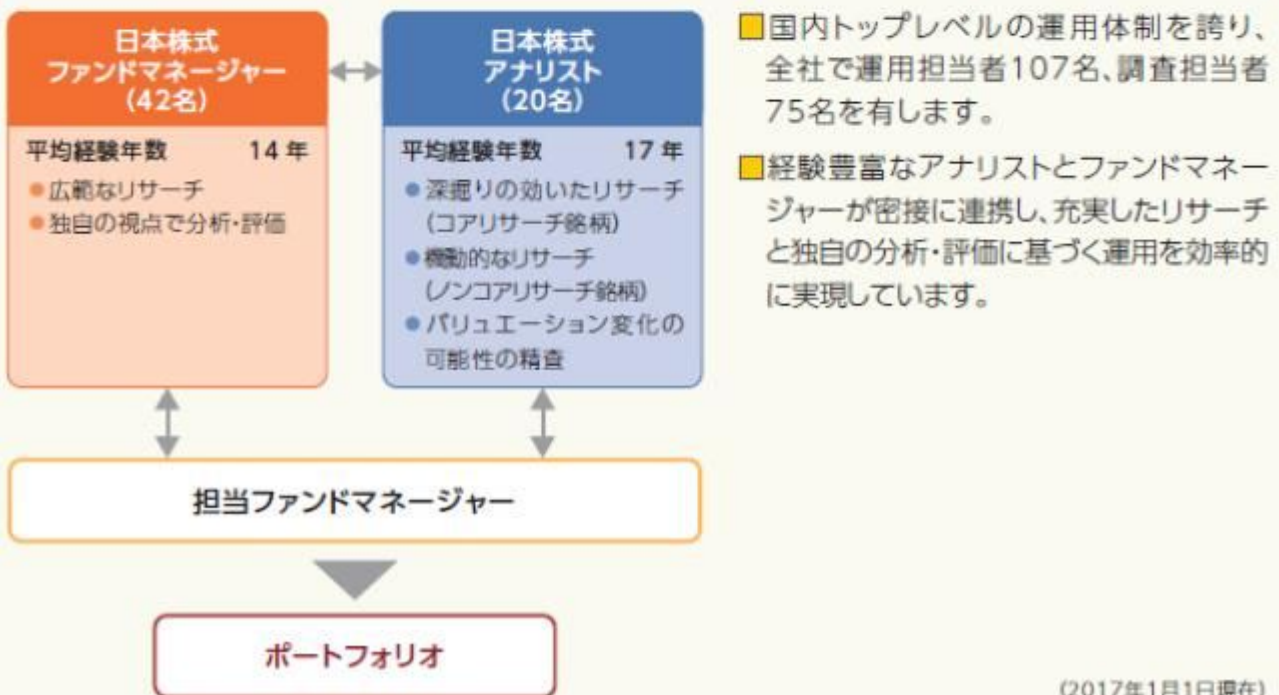 日本株式
ファンドマネージャー
(42名)
平均経験年数 14年
●広範なリサーチ
●独自の視点で分析・評価
日本株式
アナリスト
(20名)
平均経験年数 17年
●深掘りの効いたリサーチ
(コアリサーチ銘柄)
●機動的なリサーチ
(ノンコアリサーチ銘柄)
●バリュエーション変化の
可能性の精査
担当ファンドマネージャー
ポートフォリオ
■国内トップレベルの運用体制を誇り、
全社で運用担当者107名、調査担当者
75名を有します。
■経験豊富なアナリストとファンドマネー
ジャーが密接に連携し、充実したリサーチ
と独自の分析・評価に基づく運用を効率的
に実現しています。
(2017年1月1日現在)